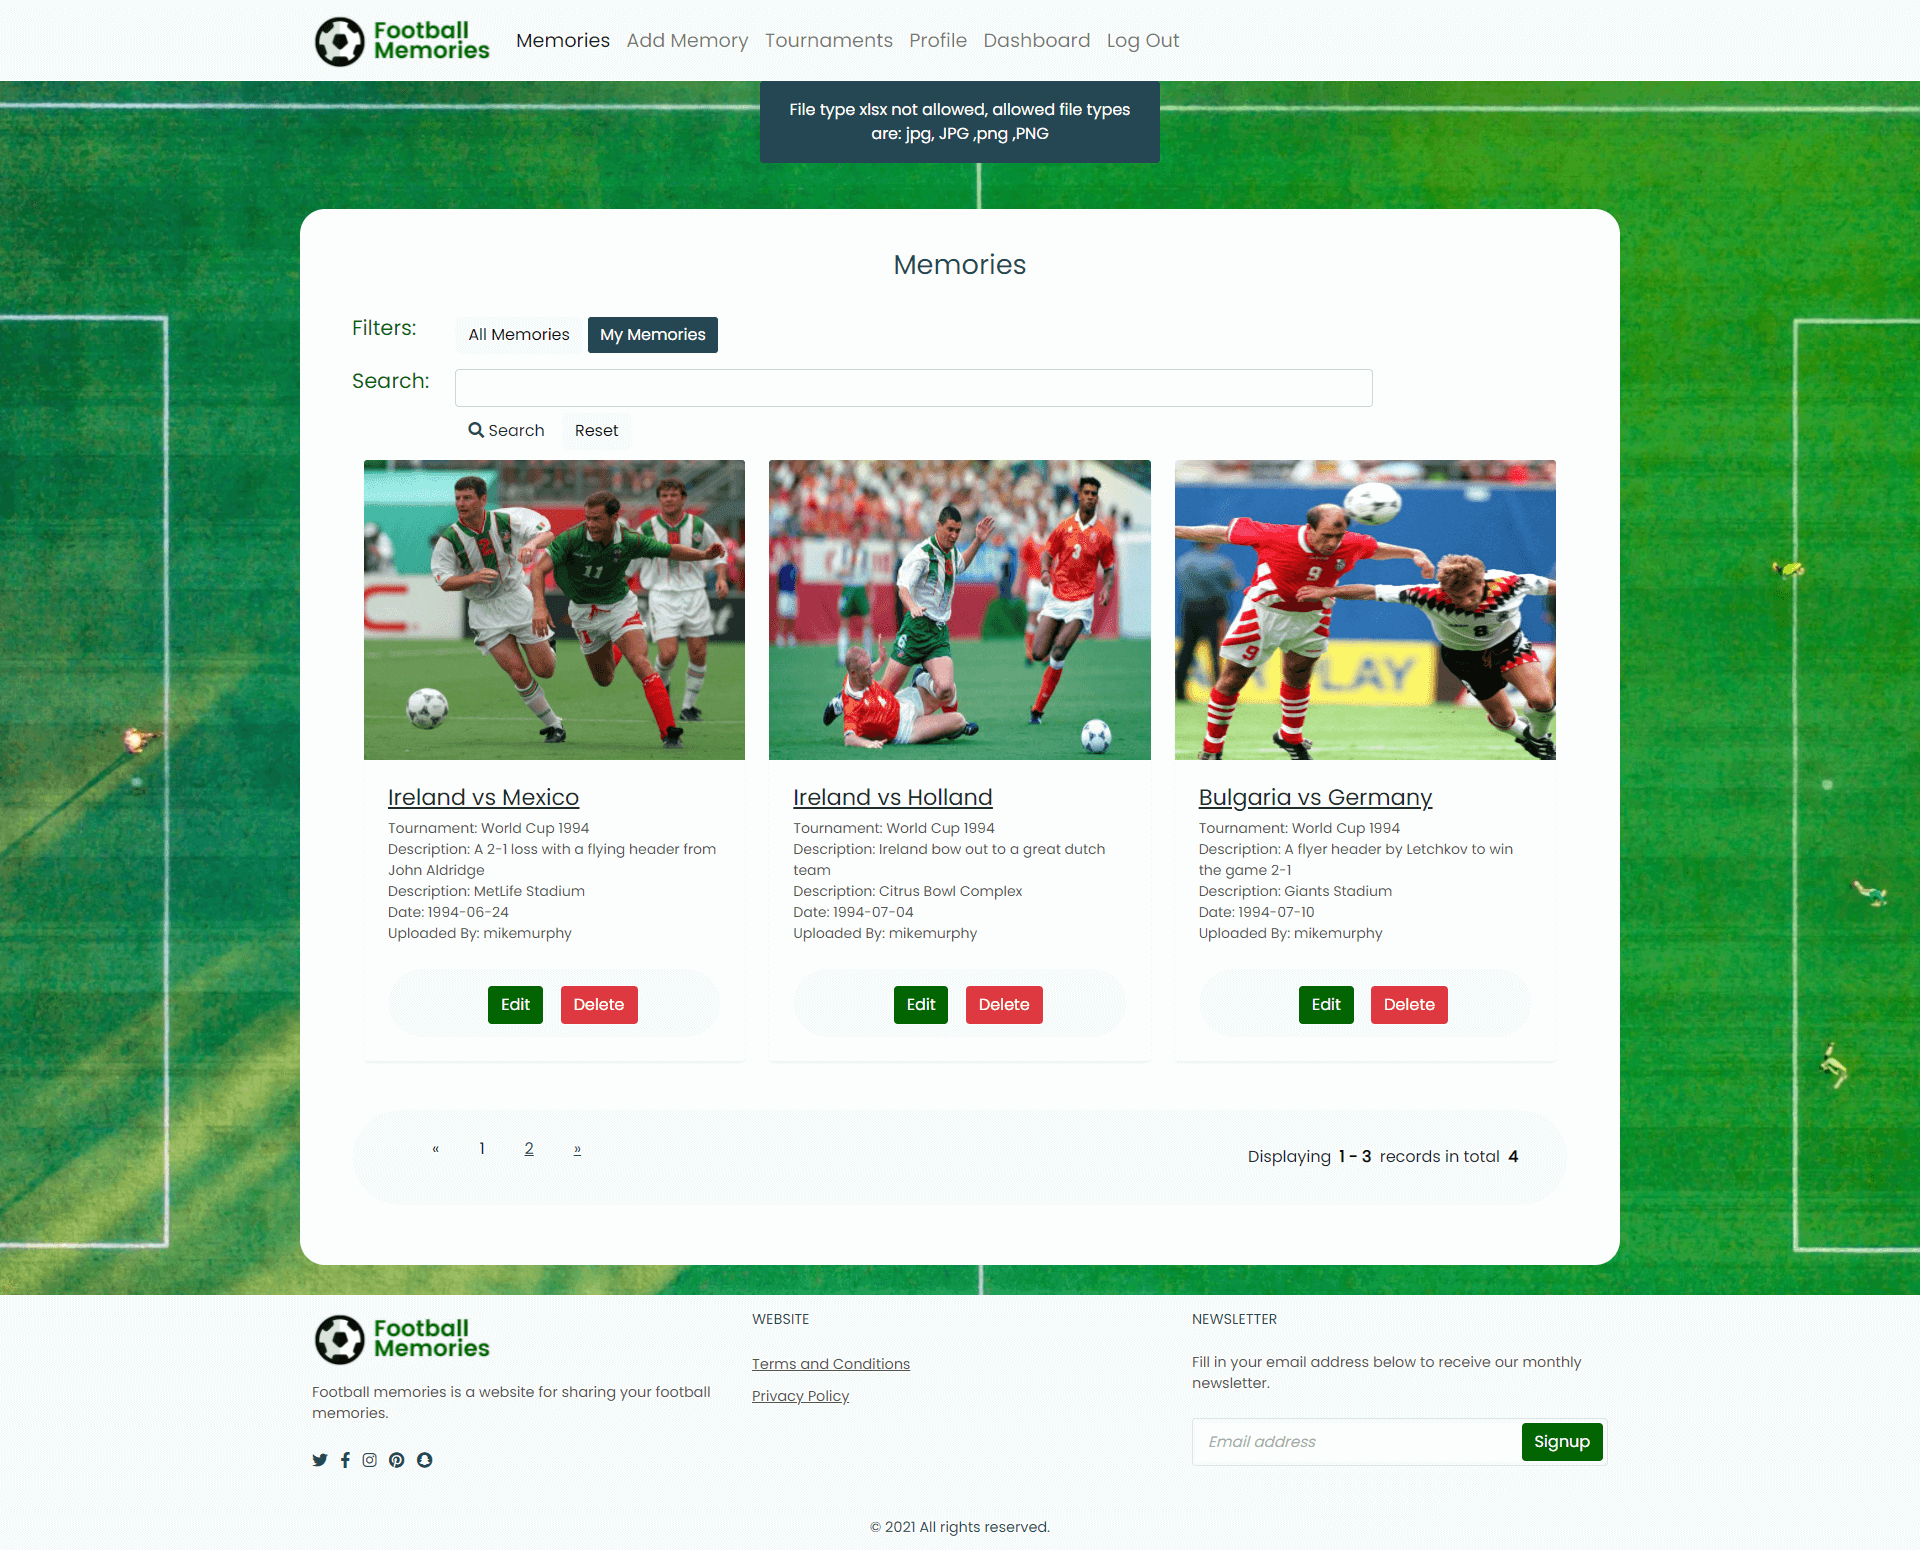 Football
Memories
Memories Add Memory Tournaments Profile Dashboard Log Out
File type xlsx not allowed, allowed file types
are: jpg, JPG ,png ,PNG
Memories
Filters:
All Memories My Memories
Search:
Search Reset
11
6
3
9
9
8
PLAY
Ireland vs Mexico
Tournament: World Cup 1994
Description: A 2-1 loss with a flying header from
John Aldridge
Description: MetLife Stadium
Date: 1994-06-24
Uploaded By: mikemurphy
Edit Delete
Ireland vs Holland
Tournament: World Cup 1994
Description: Ireland bow out to a great dutch
team
Description: Citrus Bowl Complex
Date: 1994-07-04
Uploaded By: mikemurphy
Edit Delete
Bulgaria vs Germany
Tournament: World Cup 1994
Description: A flyer header by Letchkov to win
the game 2-1
Description: Giants Stadium
Date: 1994-07-10
Uploaded By: mikemurphy
Edit Delete
« 1 2 »
Displaying 1 - 3 records in total 4
Football
Memories
Football memories is a website for sharing your football
memories.
WEBSITE
Terms and Conditions
Privacy Policy
NEWSLETTER
Fill in your email address below to receive our monthly
newsletter.
Email address Signup
© 2021 All rights reserved.